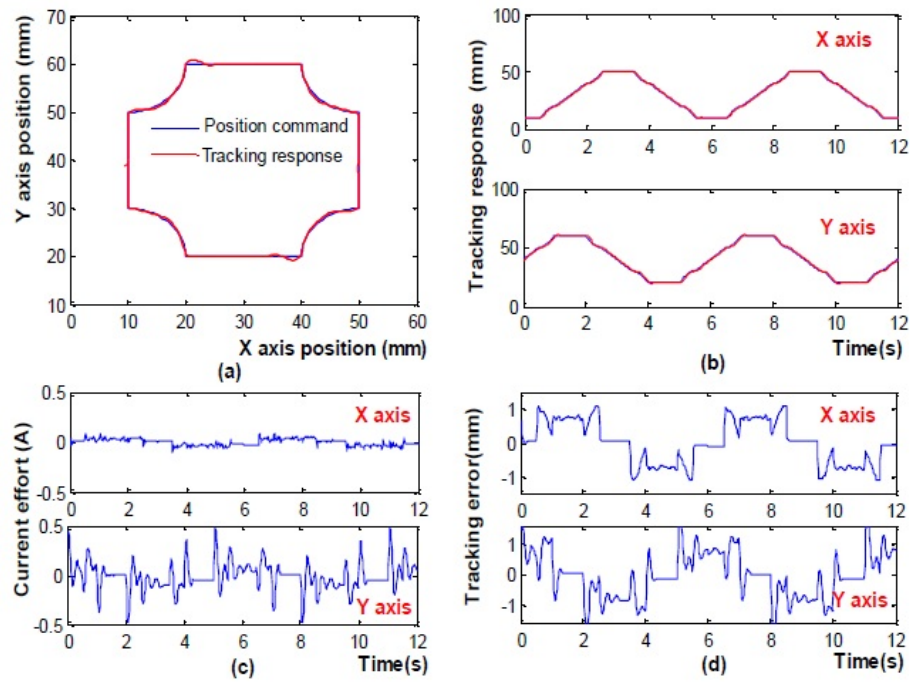 Y axis position (mm)
70
60
50
40
30
20
10
Position command
Tracking response
0 10 20 30 40 50 60
X axis position (mm)
(a)
Tracking response (mm)
100
50
0
X axis
0 2 4 6 8 10 12
100
50
0
Y axis
0 2 4 6 8 10 12
Time(s)
(b)
Current effort (A)
0.5
0
-0.5
X axis
0 2 4 6 8 10 12
0.5
0
-0.5
Y axis
0 2 4 6 8 10 12
Time(s)
(c)
Tracking error(mm)
1
0
-1
X axis
0 2 4 6 8 10 12
1
0
-1
Y axis
0 2 4 6 8 10 12
Time(s)
(d)